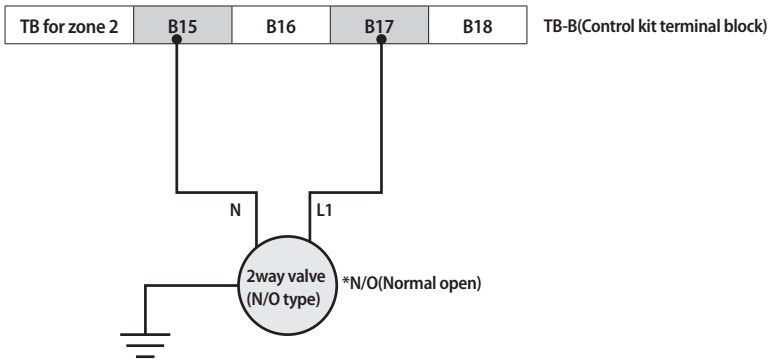 TB for zone 2 B15 B16 B17 B18 TB-B(Control kit terminal block)
N L1
2way valve
(N/O type)
*N/O(Normal open)